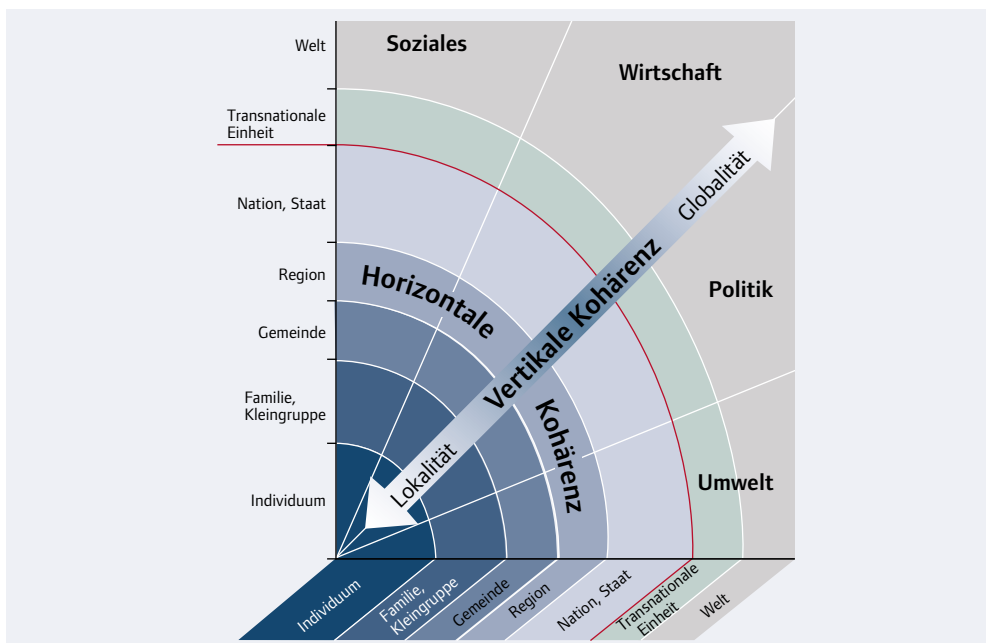 Welt
Soziales
Wirtschaft
Transnationale
Einheit
Globalität
Nation, Staat
Region
Horizontale
Vertikale Kohärenz
Politik
Gemeinde
Familie,
Kleingruppe
Kohärenz
Lokalität
Umwelt
Individuum
Individuum
Familie,
Kleingruppe
Gemeinde
Region
Nation, Staat
Transnationale
Einheit
Welt